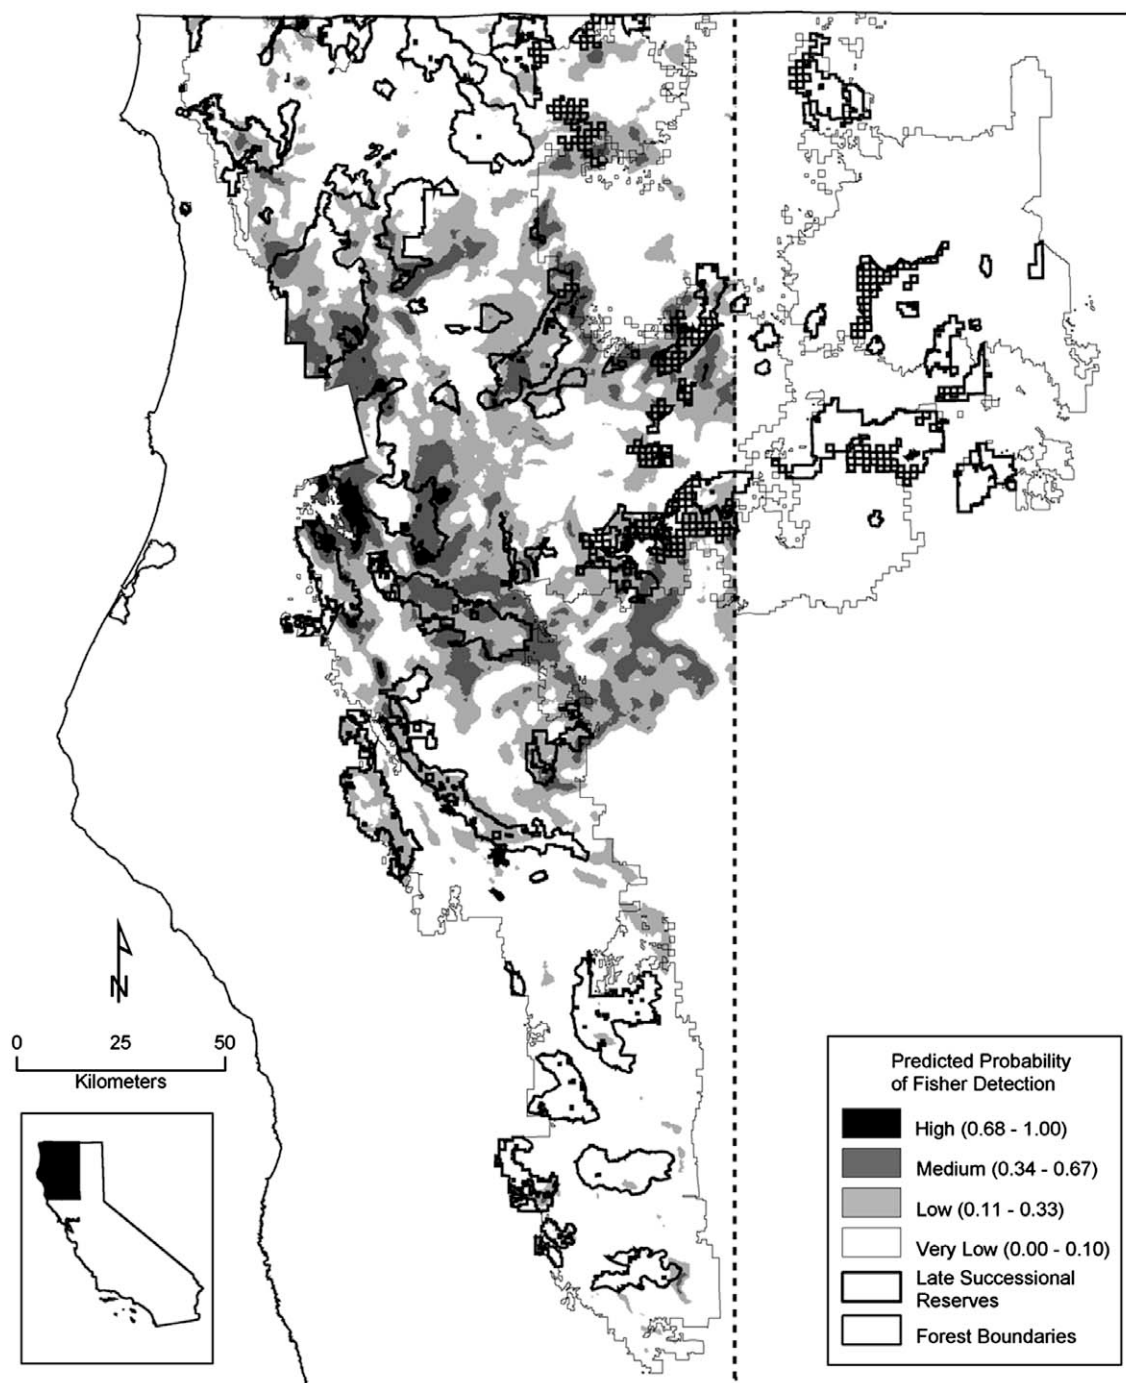 N
0 25 50
Kilometers
Predicted Probability
of Fisher Detection
High (0.68 - 1.00)
Medium (0.34 - 0.67)
Low (0.11 - 0.33)
Very Low (0.00 - 0.10)
Late Successional
Reserves
Forest Boundaries